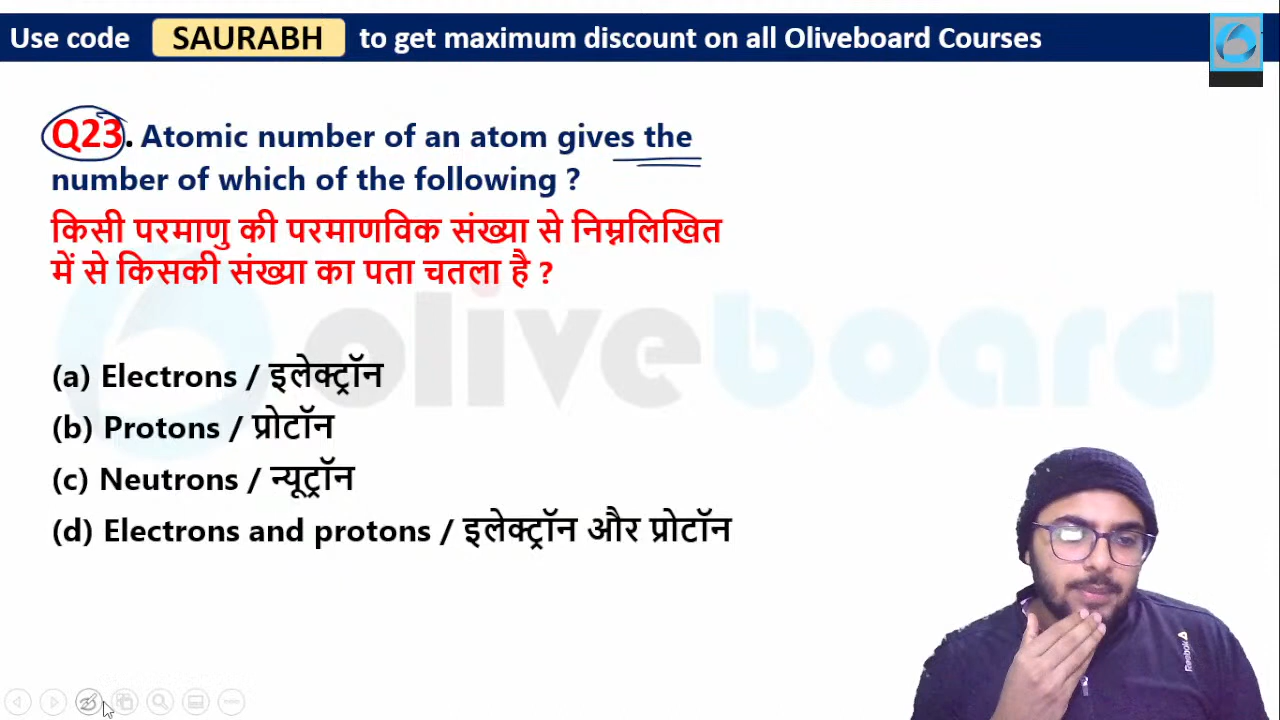 Use code SAURABH to get maximum discount on all Oliveboard Courses
Q23. Atomic number of an atom gives the
number of which of the following ?
किसी परमाणु की परमाणविक संख्या से निम्नलिखित
में से किसकी संख्या का पता चतला है ?
oliveboard
(a) Electrons / इलेक्ट्रॉन
(b) Protons / प्रोटॉन
(c) Neutrons / न्यूट्रॉन
(d) Electrons and protons / इलेक्ट्रॉन और प्रोटॉन
Reebok